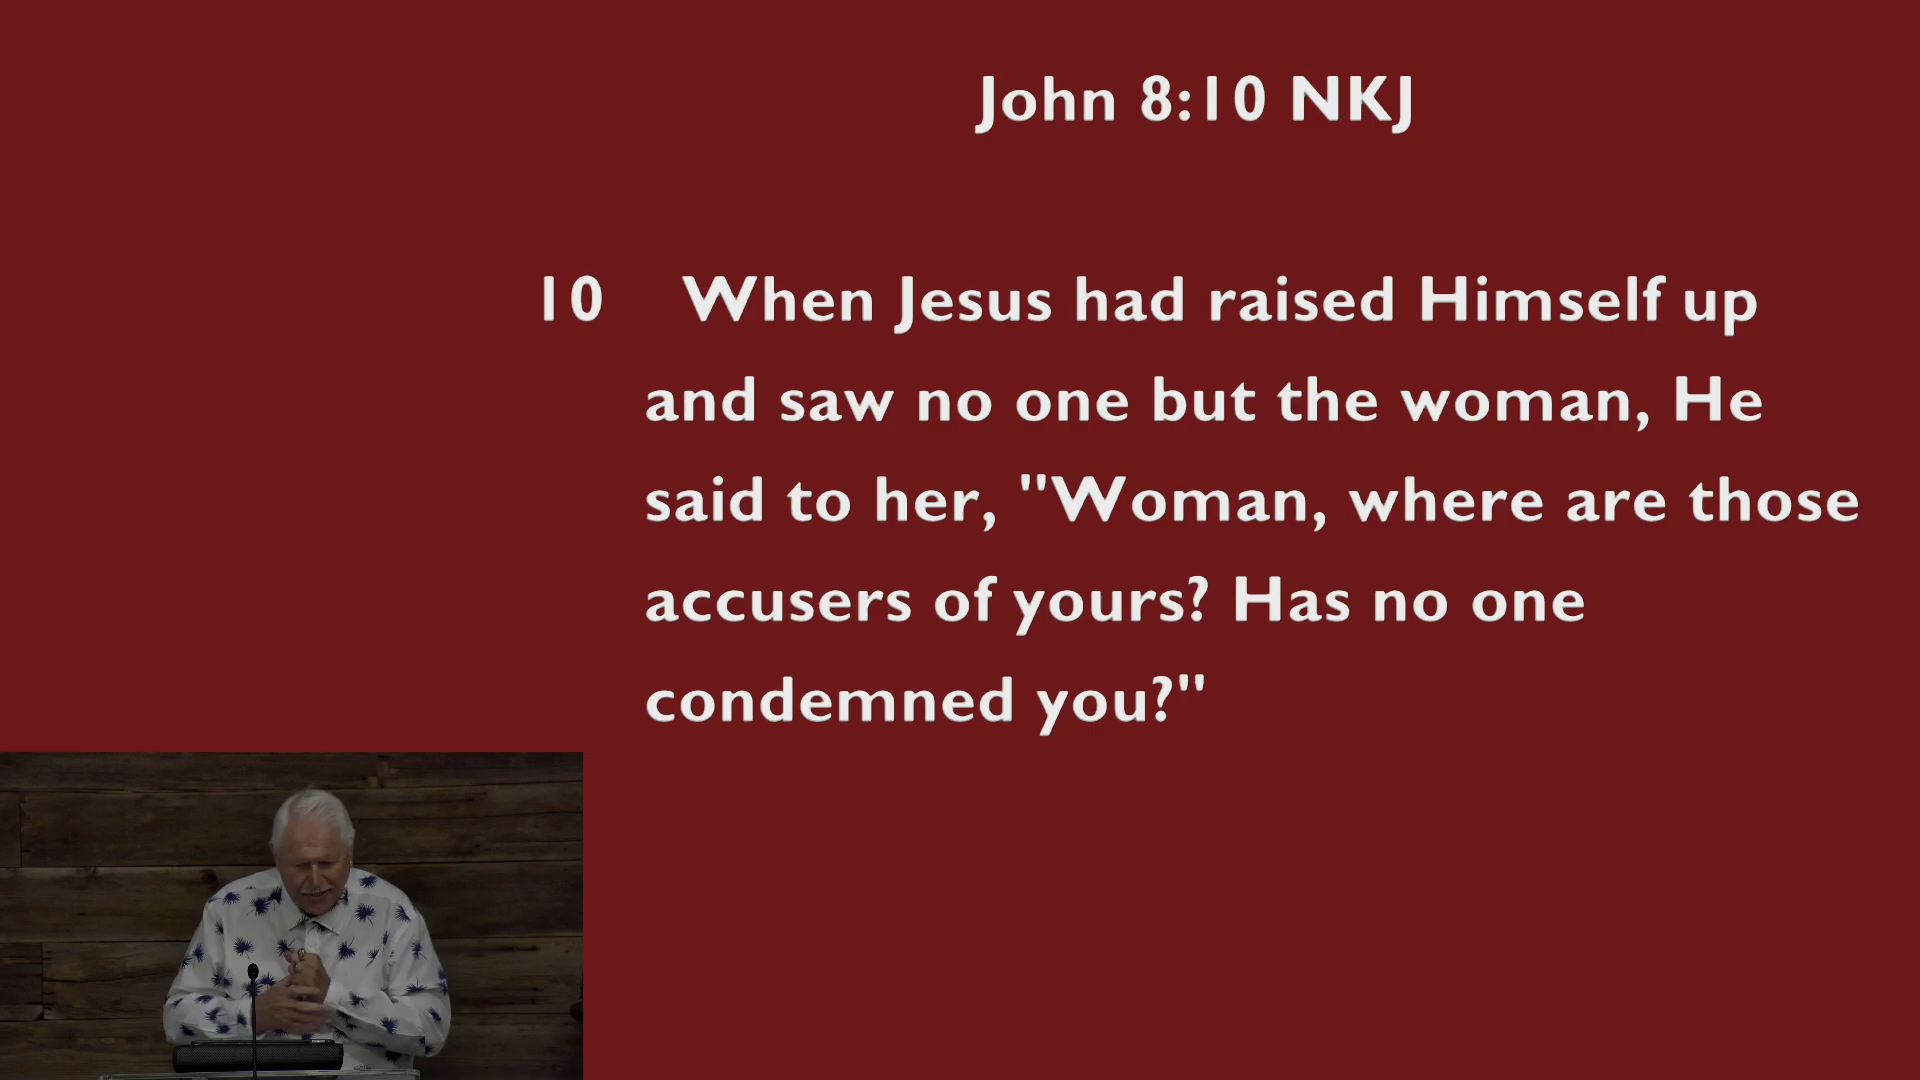 John 8:10 NKJ
10 When Jesus had raised Himself up
and saw no one but the woman, He
said to her, "Woman, where are those
accusers of yours? Has no one
condemned you?"